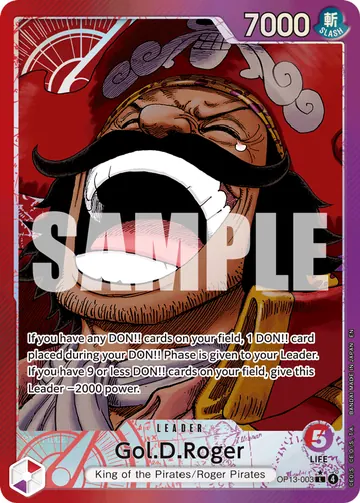 7000
斬
SLASH
SAMPLE
If you have any DON!! cards on your field, 1 DON!! card
placed during your DON!! Phase is given to your Leader.
If you have 9 or less DON!! cards on your field, give this
Leader −2000 power.
LEADER
Gol.D.Roger
King of the Pirates/Roger Pirates
5
LIFE
OP13-003 L 4